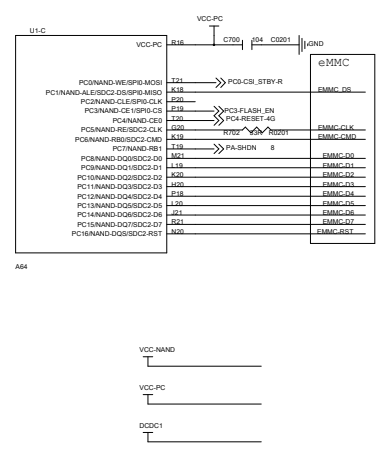 VCC-PC
U1-C
VCC-PC R16 C700 104 C0201 GND
eMMC
PC0/NAND-WE/SPI0-MOSI T21 PC0-CSI_STBY-R
PC1/NAND-ALE/SDC2-DS/SPI0-MISO K18 EMMC_DS
PC2/NAND-CLE/SPI0-CLK P20
PC3/NAND-CE1/SPI0-CS P19 PC3-FLASH_EN
PC4/NAND-CE0 T20 PC4-RESET-4G
PC5/NAND-RE/SDC2-CLK G20 EMMC-CLK
PC6/NAND-RB0/SDC2-CMD K19 R702 33R R0201 EMMC-CMD
PC7/NAND-RB1 T19 PA-SHDN 8
PC8/NAND-DQ0/SDC2-D0 M21 EMMC-D0
PC9/NAND-DQ1/SDC2-D1 L19 EMMC-D1
PC10/NAND-DQ2/SDC2-D2 K20 EMMC-D2
PC11/NAND-DQ3/SDC2-D3 H20 EMMC-D3
PC12/NAND-DQ4/SDC2-D4 P18 EMMC-D4
PC13/NAND-DQ5/SDC2-D5 L20 EMMC-D5
PC14/NAND-DQ6/SDC2-D6 J21 EMMC-D6
PC15/NAND-DQ7/SDC2-D7 R21 EMMC-D7
PC16/NAND-DQS/SDC2-RST N20 EMMC-RST
A64
VCC-NAND
VCC-PC
DCDC1